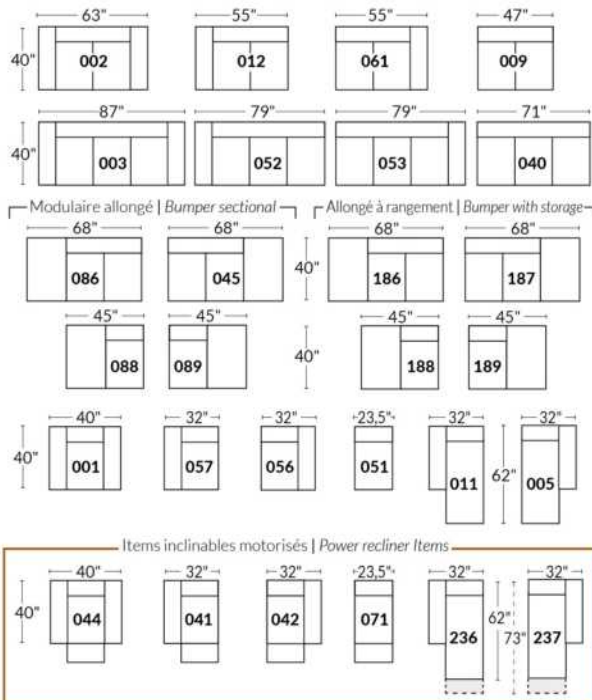 63" 55" 55" 47"
40" 002 012 061 009
87" 79" 79" 71"
40" 003 052 053 040
Modulaire allongé | Bumper sectional Allongé à rangement | Bumper with storage
68" 68" 68" 68"
086 045 40" 186 187
45" 45" 45" 45"
088 089 40" 188 189
40" 32" 32" 23,5" 32" 32"
40" 001 057 056 051 011 62" 005
Items inclinables motorisés | Power recliner Items
40" 32" 32" 23,5" 32" 32"
40" 044 041 042 071 236 62" 73" 237